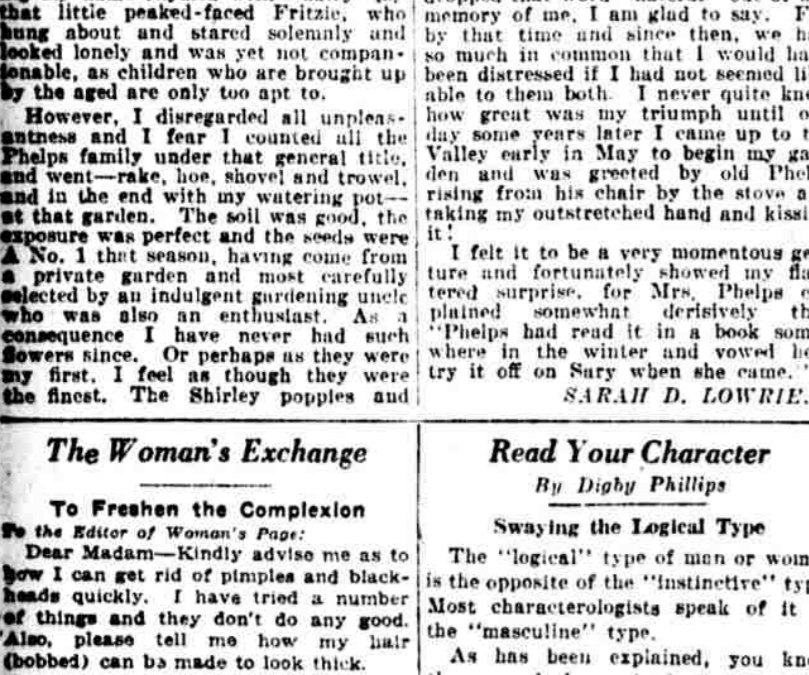 that little peaked-faced Fritzie, who
hung about and stared solemnly and
looked lonely and was yet not compan-
ionable, as children who are brought up
by the aged are only too apt to.
However, I disregarded all unpleas-
antness and I fear I counted all the
Phelps family under that general title,
and went—rake, hoe, shovel and trowel,
and in the end with my watering pot—
at that garden. The soil was good, the
exposure was perfect and the seeds were
A No. 1 that season, having come from
a private garden and most carefully
selected by an indulgent gardening uncle
who was also an enthusiast. As a
consequence I have never had such
flowers since. Or perhaps as they were
my first, I feel as though they were
the finest. The Shirley poppies and
memory of me, I am glad to say.
by that time and since then, we h
so much in common that I would ha
been distressed if I had not seemed li
able to them both. I never quite kn
how great was my triumph until o
day some years later I came up to
Valley early in May to begin my ga
den and was greeted by old Phel
rising from his chair by the stove a
taking my outstretched hand and kissi
it!
I felt it to be a very momentous ge
ture and fortunately showed my fla
tered surprise, for Mrs. Phelps e
plained somewhat derisively th
"Phelps had read it in a book som
where in the winter and vowed he
try it off on Sary when she came."
SARAH D. LOWRIE.
The Woman's Exchange
To Freshen the Complexion
To the Editor of Woman's Page:
Dear Madam—Kindly advise me as to
how I can get rid of pimples and black-
heads quickly. I have tried a number
of things and they don't do any good.
Also, please tell me how my hair
(bobbed) can be made to look thick.
Read Your Character
By Digby Phillips
Swaying the Logical Type
The "logical" type of man or wom
is the opposite of the "instinctive" typ
Most characterologists speak of it
the "masculine" type.
As has been explained, you kn